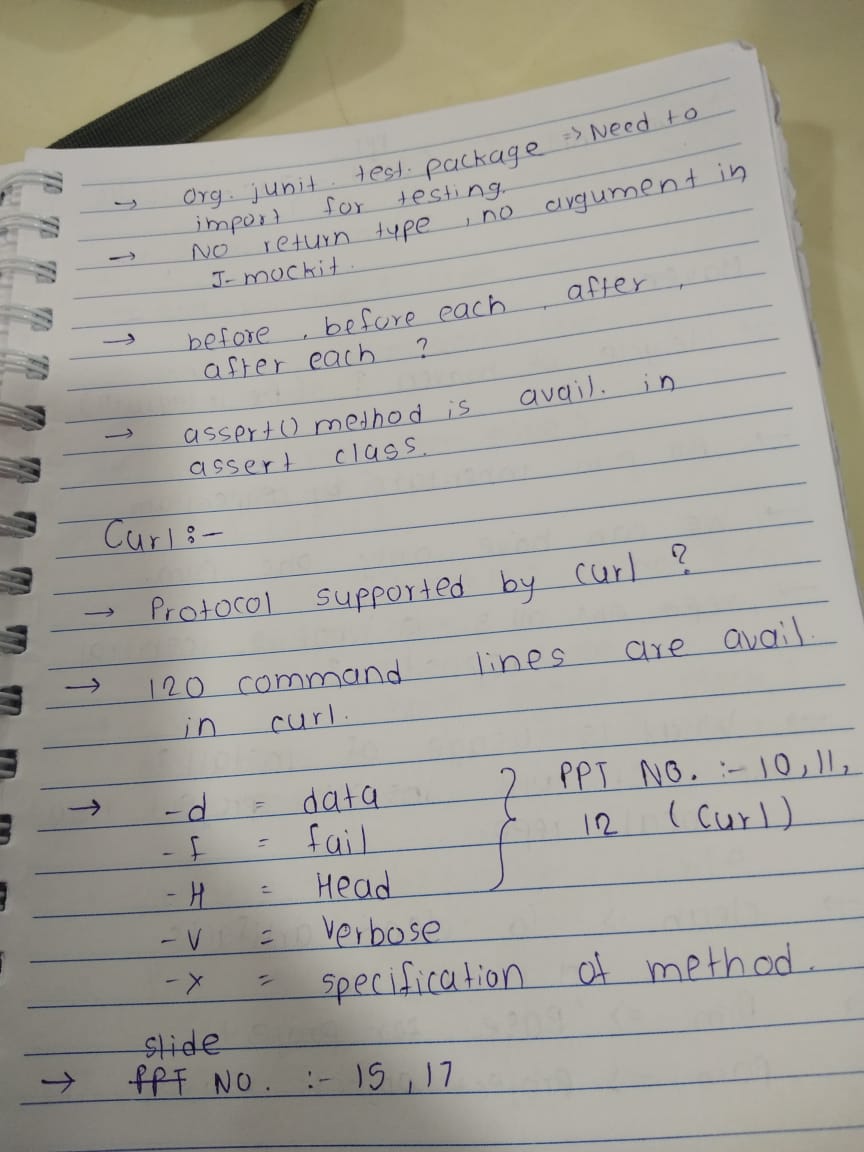 → Org. junit. test. package => Need to
import for testing.
→ No return type, no argument in
J-mockit.
→ before, before each, after,
after each ?
→ assert() method is avail. in
assert class.
Curl :-
→ Protocol supported by curl ?
→ 120 command lines are avail.
in curl.
→ -d = data } PPT NO. :- 10, 11,
-f = fail 12 (Curl)
-H = Head
-V = Verbose
-X = specification of method.
slide
→ PPT NO. :- 15, 17